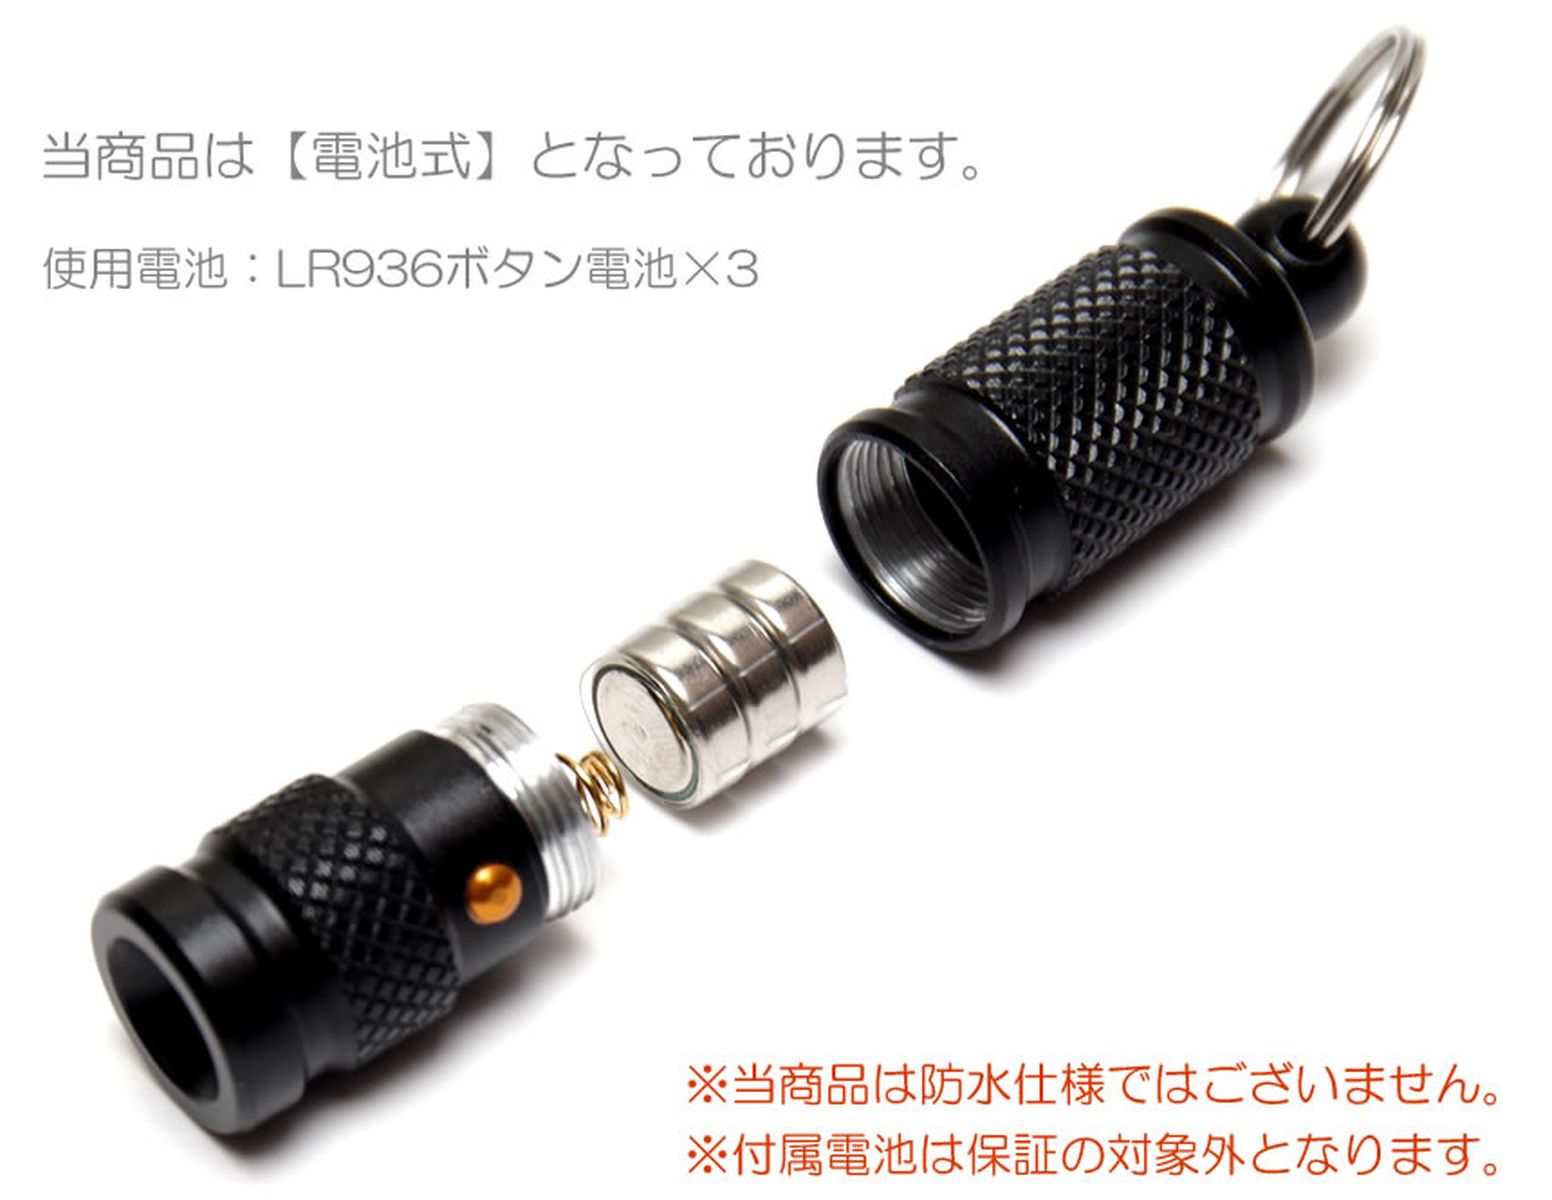 当商品は【電池式】となっております。
使用電池：LR936ボタン電池×3
※当商品は防水仕様ではございません。
※付属電池は保証の対象外となります。